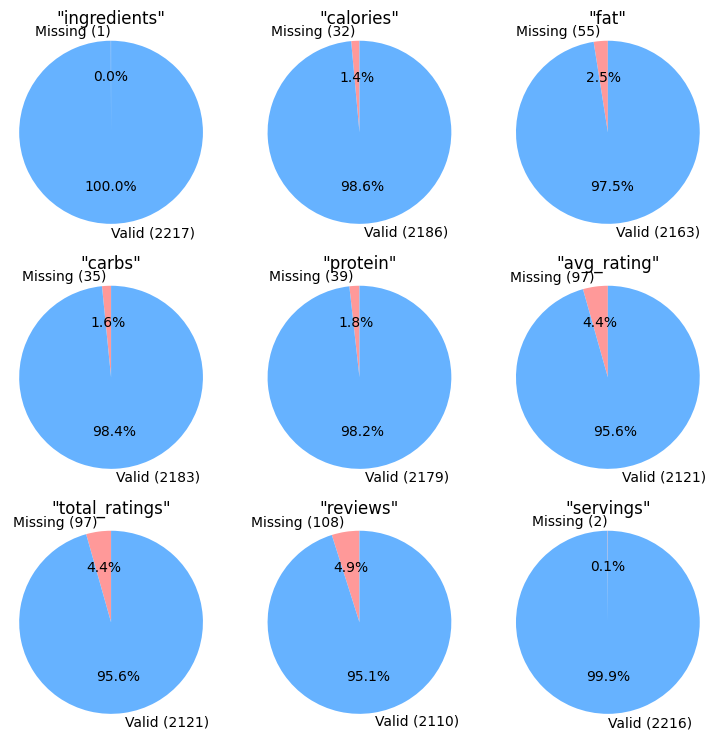 "ingredients"
Missing (1)
0.0%
100.0%
Valid (2217)
"calories"
Missing (32)
1.4%
98.6%
Valid (2186)
"fat"
Missing (55)
2.5%
97.5%
Valid (2163)
"carbs"
Missing (35)
1.6%
98.4%
Valid (2183)
"protein"
Missing (39)
1.8%
98.2%
Valid (2179)
"avg_rating"
Missing (97)
4.4%
95.6%
Valid (2121)
"total_ratings"
Missing (97)
4.4%
95.6%
Valid (2121)
"reviews"
Missing (108)
4.9%
95.1%
Valid (2110)
"servings"
Missing (2)
0.1%
99.9%
Valid (2216)